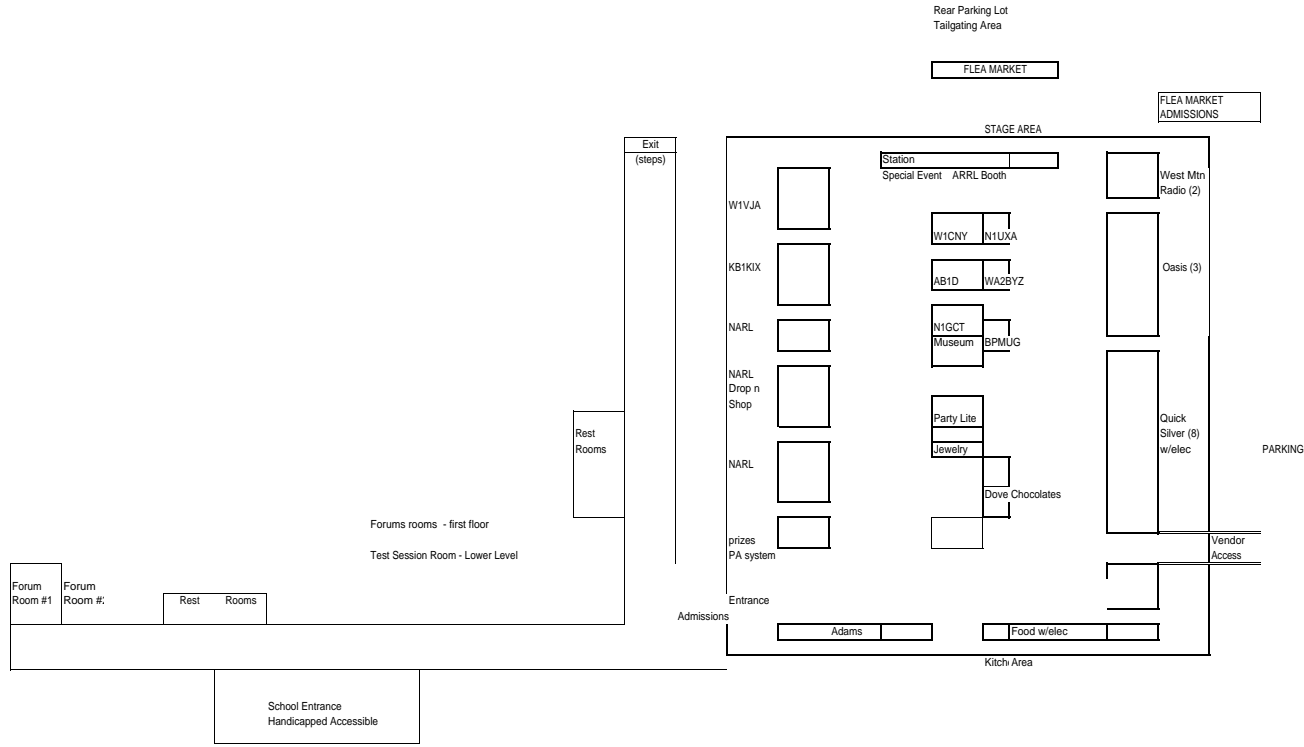 Rear Parking Lot
Tailgating Area
FLEA MARKET
FLEA MARKET
ADMISSIONS
STAGE AREA
Exit
(steps)
Station
Special Event ARRL Booth
West Mtn
Radio (2)
W1VJA
W1CNY N1UXA
KB1KIX
Oasis (3)
AB1D WA2BYZ
NARL
N1GCT
Museum BPMUG
NARL
Drop n
Shop
Party Lite
Quick
Silver (8)
w/elec
Rest
Rooms
Jewelry
PARKING
NARL
Dove Chocolates
Forums rooms - first floor
prizes
PA system
Vendor
Access
Test Session Room - Lower Level
Forum
Room #1
Forum
Room #
Rest Rooms
Entrance
Admissions
Adams
Food w/elec
Kitch Area
School Entrance
Handicapped Accessible